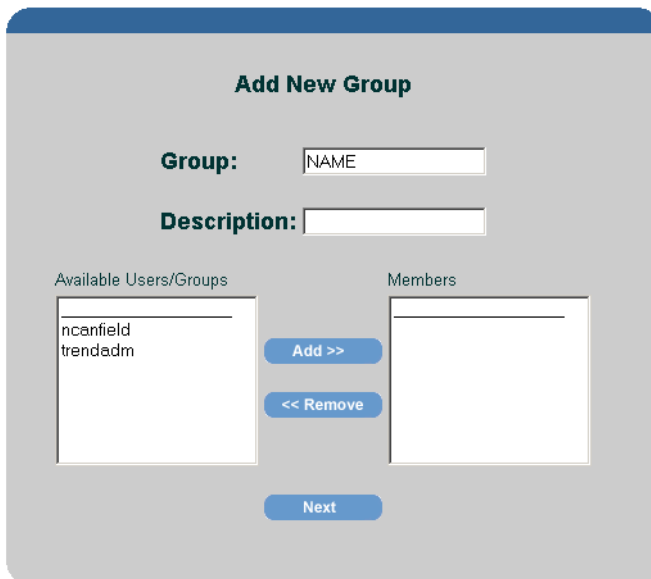 Add New Group
Group: NAME
Description:
Available Users/Groups
Members
ncanfield
trendadm
Add >>
<< Remove
Next